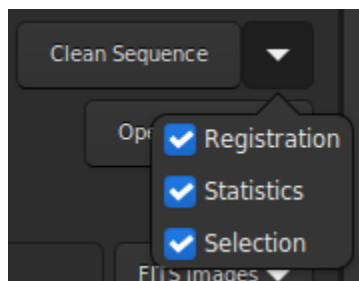 Clean Sequence
Registration
Statistics
Selection
FITS images